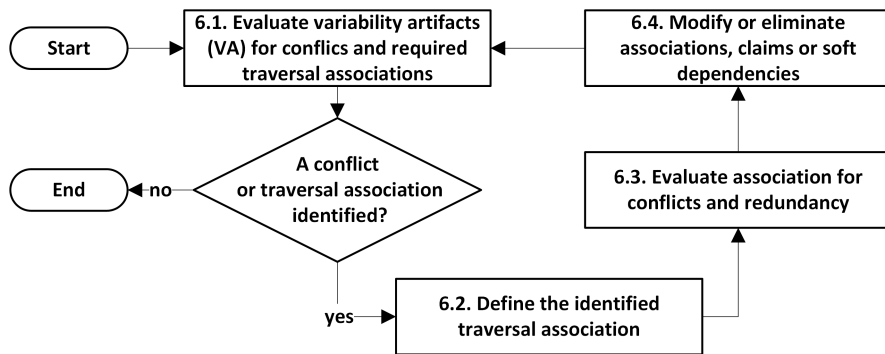 Start
6.1. Evaluate variability artifacts
(VA) for conflics and required
traversal associations
6.4. Modify or eliminate
associations, claims or soft
dependencies
A conflict
or traversal association
identified?
no
End
6.3. Evaluate association for
conflicts and redundancy
yes
6.2. Define the identified
traversal association